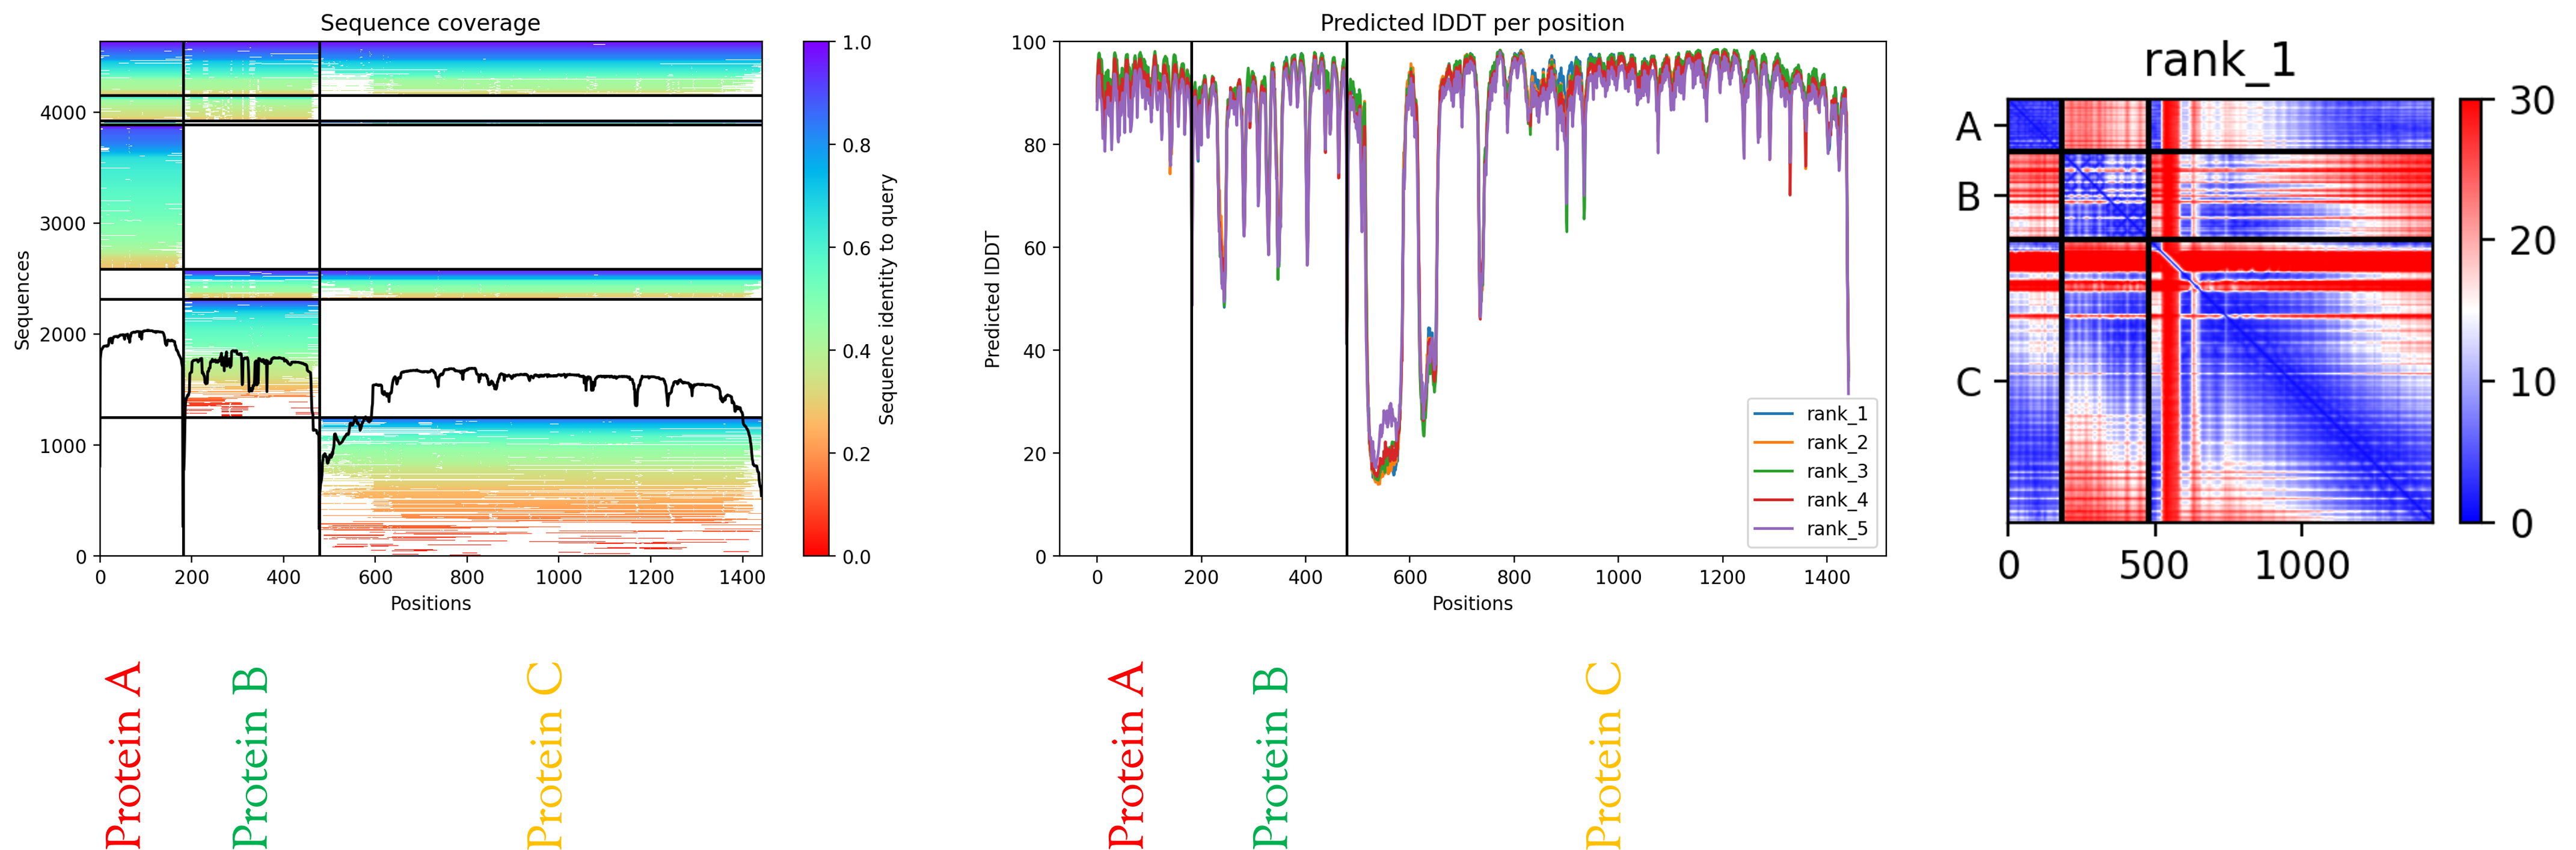 Sequence coverage
Sequences
4000
3000
2000
1000
0
0 200 400 600 800 1000 1200 1400
Positions
1.0
0.8
0.6
0.4
0.2
0.0
Sequence identity to query
Predicted lDDT per position
Predicted lDDT
100
80
60
40
20
0
0 200 400 600 800 1000 1200 1400
Positions
rank_1
rank_2
rank_3
rank_4
rank_5
rank_1
A
B
C
0 500 1000
30
20
10
0
Protein A
Protein B
Protein C
Protein A
Protein B
Protein C